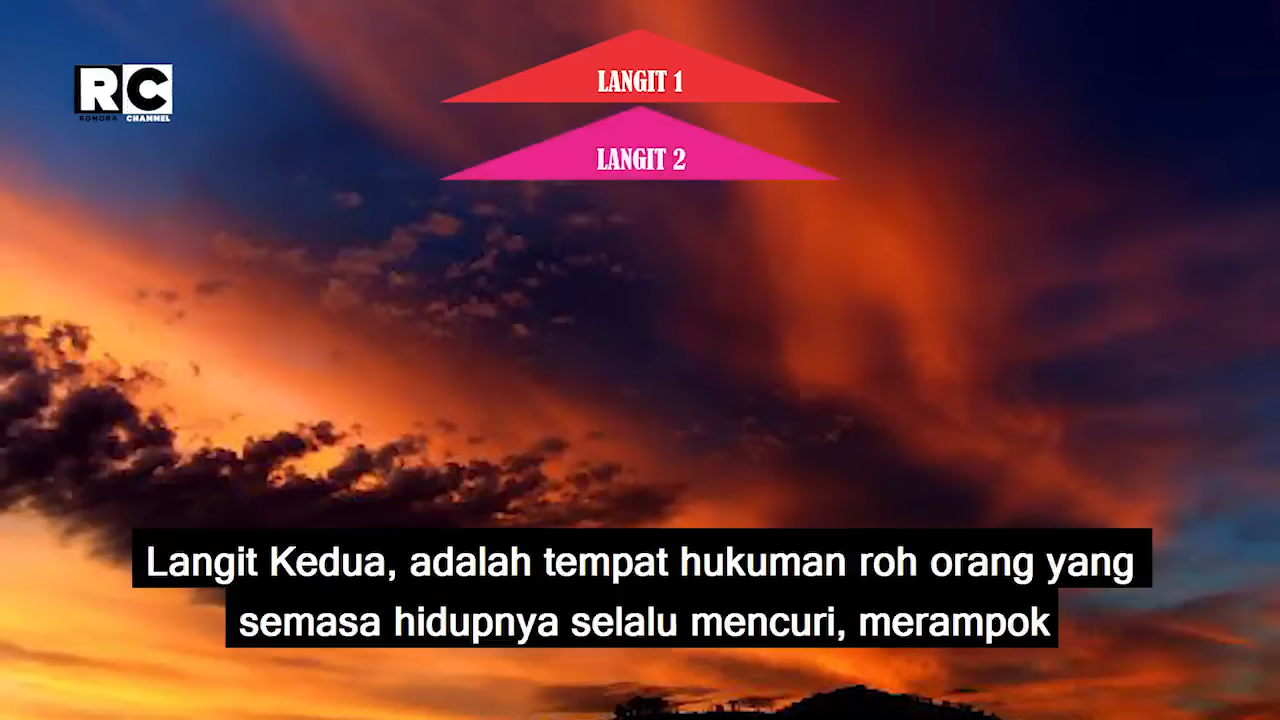 LANGIT 1
RC
ROHOBA CHANNEL
LANGIT 2
Langit Kedua, adalah tempat hukuman roh orang yang
semasa hidupnya selalu mencuri, merampok